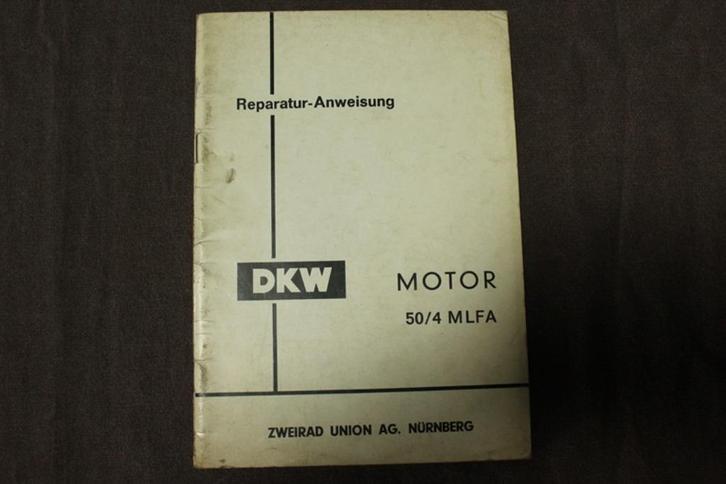 Reparatur-Anweisung
DKW
MOTOR
50/4 MLFA
ZWEIRAD UNION AG. NÜRNBERG